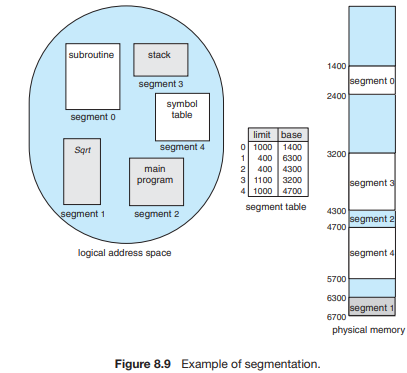 subroutine
stack
segment 3
symbol
table
segment 0
Sqrt
segment 4
main
program
segment 1
segment 2
logical address space
limit base
0 1000 1400
1 400 6300
2 400 4300
3 1100 3200
4 1000 4700
segment table
1400
segment 0
2400
3200
segment 3
4300
segment 2
4700
segment 4
5700
6300
segment 1
6700
physical memory
Figure 8.9 Example of segmentation.